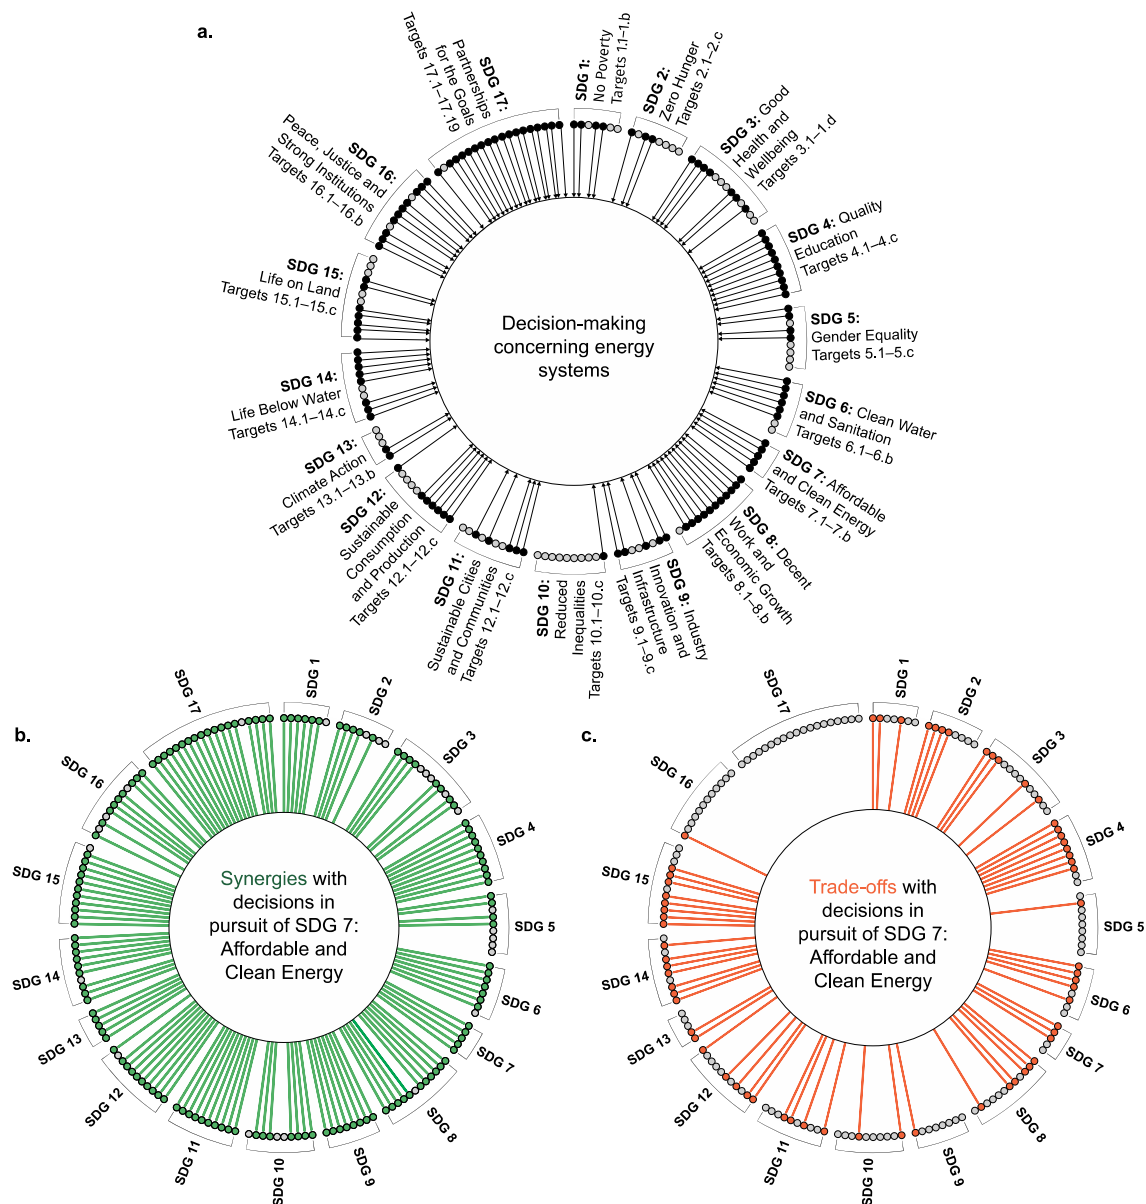 a.
SDG 1:
No Poverty
Targets 1.1–1.b
SDG 2:
Zero Hunger
Targets 2.1–2.c
SDG 3: Good
Health and
Wellbeing
Targets 3.1–1.d
SDG 4: Quality
Education
Targets 4.1–4.c
SDG 5:
Gender Equality
Targets 5.1–5.c
SDG 6: Clean Water
and Sanitation
Targets 6.1–6.b
SDG 7: Affordable
and Clean Energy
Targets 7.1–7.b
SDG 8: Decent
Work and
Economic Growth
Targets 8.1–8.b
SDG 9: Industry
Innovation and
Infrastructure
Targets 9.1–9.c
SDG 10:
Reduced
Inequalities
Targets 10.1–10.c
SDG 11:
Sustainable Cities
and Communities
Targets 12.1–12.c
SDG 12:
Sustainable
Consumption
and Production
Targets 12.1–12.c
SDG 13:
Climate Action
Targets 13.1–13.b
SDG 14:
Life Below Water
Targets 14.1–14.c
SDG 15:
Life on Land
Targets 15.1–15.c
SDG 16:
Peace, Justice and
Strong Institutions
Targets 16.1–16.b
SDG 17:
Partnerships
for the Goals
Targets 17.1–17.19
Decision-making
concerning energy
systems
b.
SDG 1
SDG 2
SDG 3
SDG 4
SDG 5
SDG 6
SDG 7
SDG 8
SDG 9
SDG 10
SDG 11
SDG 12
SDG 13
SDG 14
SDG 15
SDG 16
SDG 17
Synergies with
decisions in
pursuit of SDG 7:
Affordable and
Clean Energy
c.
SDG 1
SDG 2
SDG 3
SDG 4
SDG 5
SDG 6
SDG 7
SDG 8
SDG 9
SDG 10
SDG 11
SDG 12
SDG 13
SDG 14
SDG 15
SDG 16
SDG 17
Trade-offs with
decisions in
pursuit of SDG 7:
Affordable and
Clean Energy